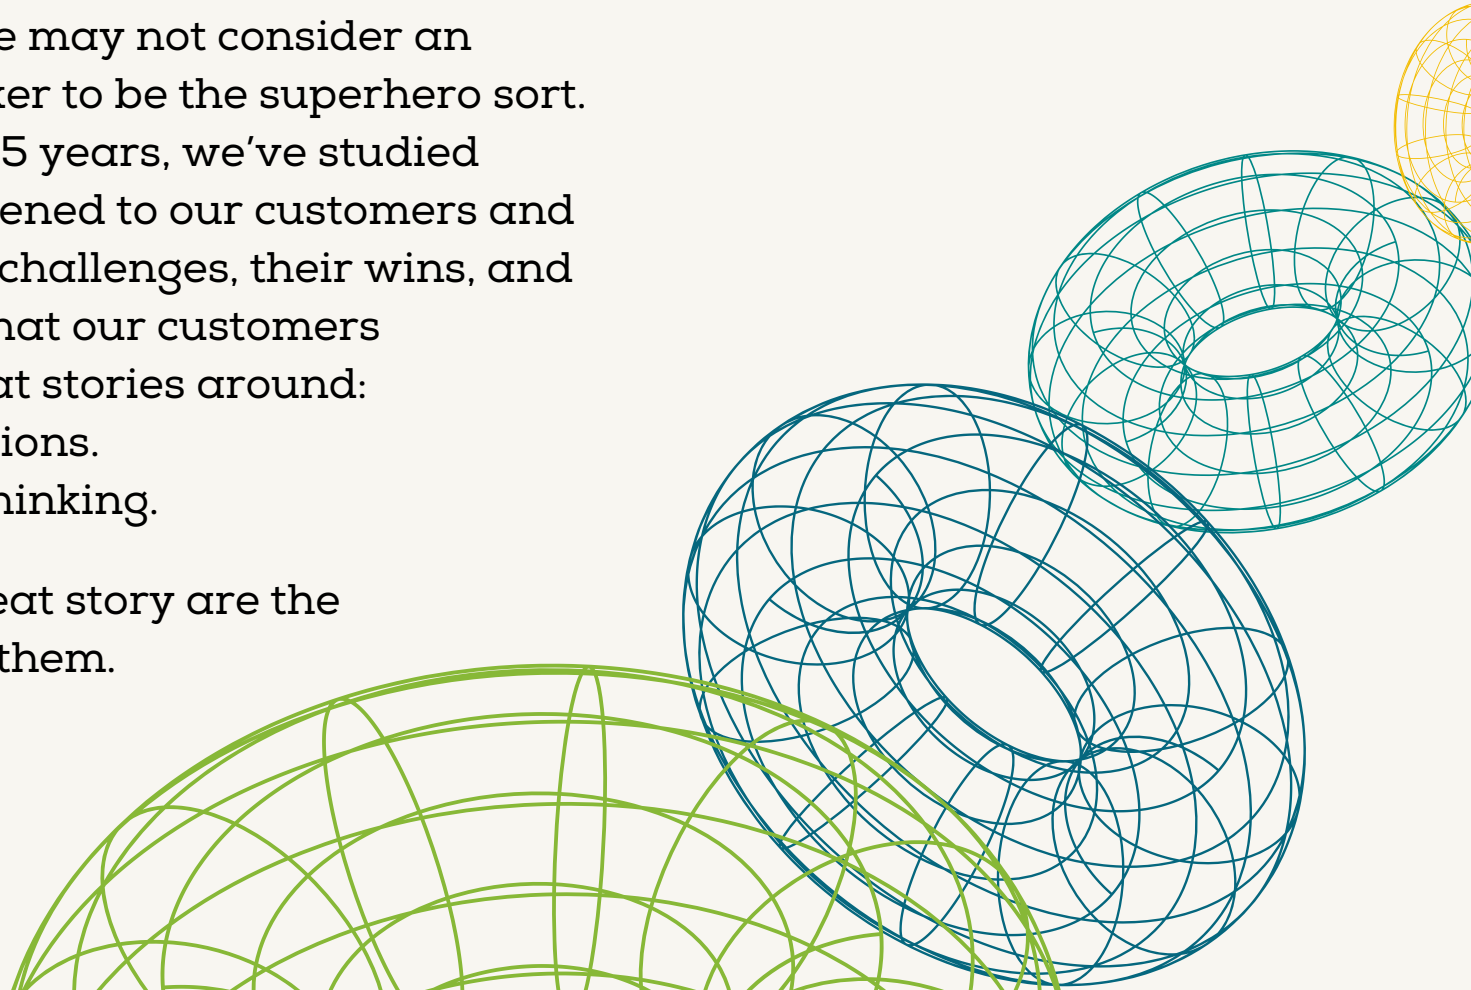 e may not consider an
er to be the superhero sort.
5 years, we’ve studied
ened to our customers and
challenges, their wins, and
hat our customers
at stories around:
ions.
hinking.
eat story are the
them.